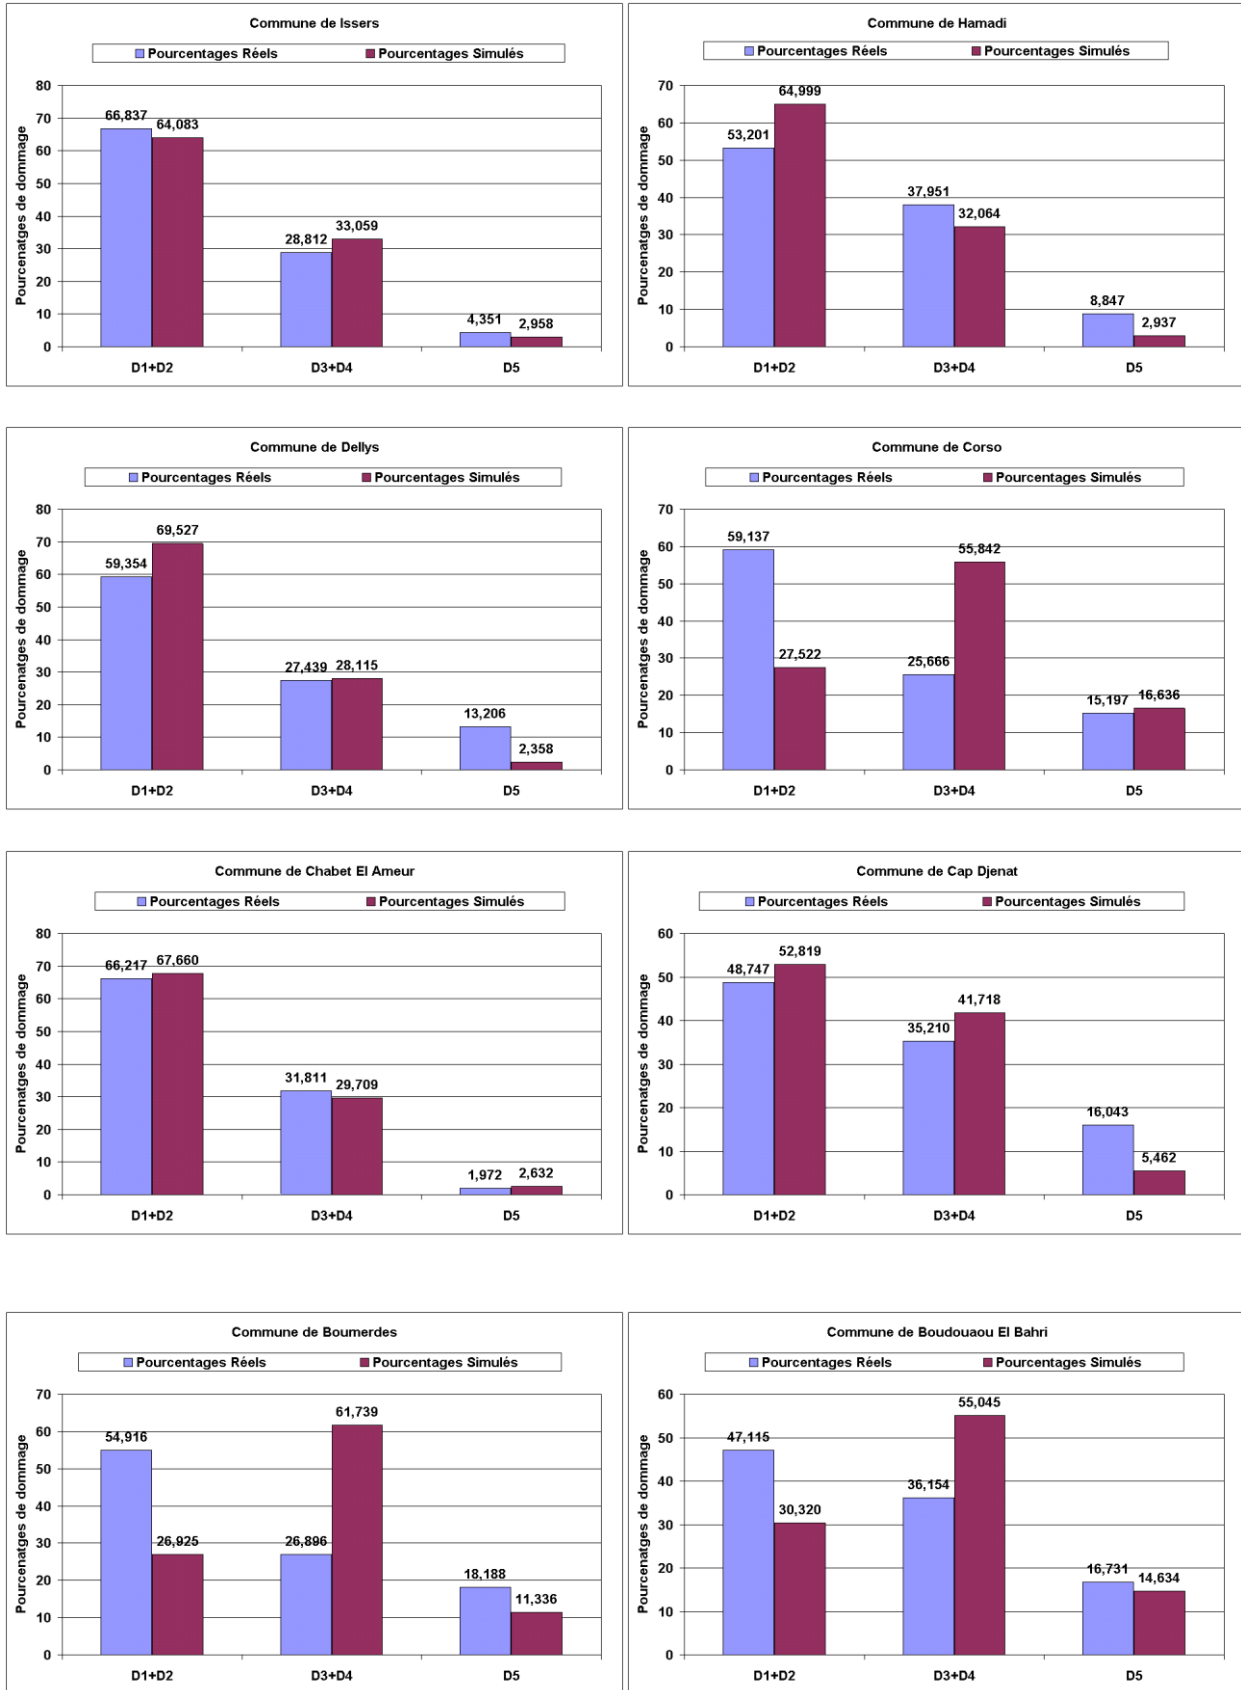 Commune de Issers
Pourcentages Réels Pourcentages Simulés
Pourcenatges de dommage
80
70
60
50
40
30
20
10
0
66,837 64,083
28,812 33,059
4,351 2,958
D1+D2 D3+D4 D5
Commune de Hamadi
Pourcentages Réels Pourcentages Simulés
Pourcenatges de dommage
70
60
50
40
30
20
10
0
53,201 64,999
37,951 32,064
8,847 2,937
D1+D2 D3+D4 D5
Commune de Dellys
Pourcentages Réels Pourcentages Simulés
Pourcenatges de dommage
80
70
60
50
40
30
20
10
0
59,354 69,527
27,439 28,115
13,206 2,358
D1+D2 D3+D4 D5
Commune de Corso
Pourcentages Réels Pourcentages Simulés
Pourcenatges de dommage
70
60
50
40
30
20
10
0
59,137 27,522
25,666 55,842
15,197 16,636
D1+D2 D3+D4 D5
Commune de Chabet El Ameur
Pourcentages Réels Pourcentages Simulés
Pourcenatges de dommage
80
70
60
50
40
30
20
10
0
66,217 67,660
31,811 29,709
1,972 2,632
D1+D2 D3+D4 D5
Commune de Cap Djenat
Pourcentages Réels Pourcentages Simulés
Pourcenatges de dommage
60
50
40
30
20
10
0
48,747 52,819
35,210 41,718
16,043 5,462
D1+D2 D3+D4 D5
Commune de Boumerdes
Pourcentages Réels Pourcentages Simulés
Pourcenatges de dommage
70
60
50
40
30
20
10
0
54,916 26,925
26,896 61,739
18,188 11,336
D1+D2 D3+D4 D5
Commune de Boudouaou El Bahri
Pourcentages Réels Pourcentages Simulés
Pourcenatges de dommage
60
50
40
30
20
10
0
47,115 30,320
36,154 55,045
16,731 14,634
D1+D2 D3+D4 D5